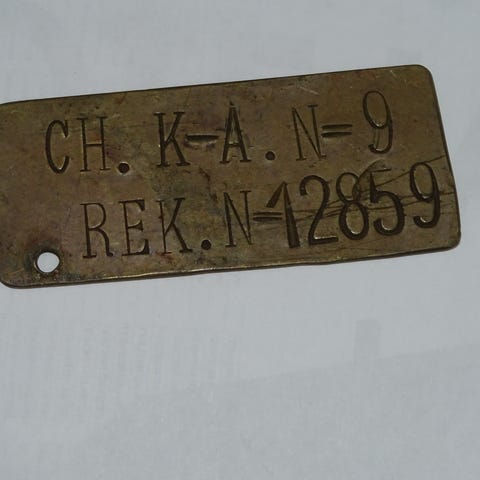 CH. K-A. N=9
REK. N=12859